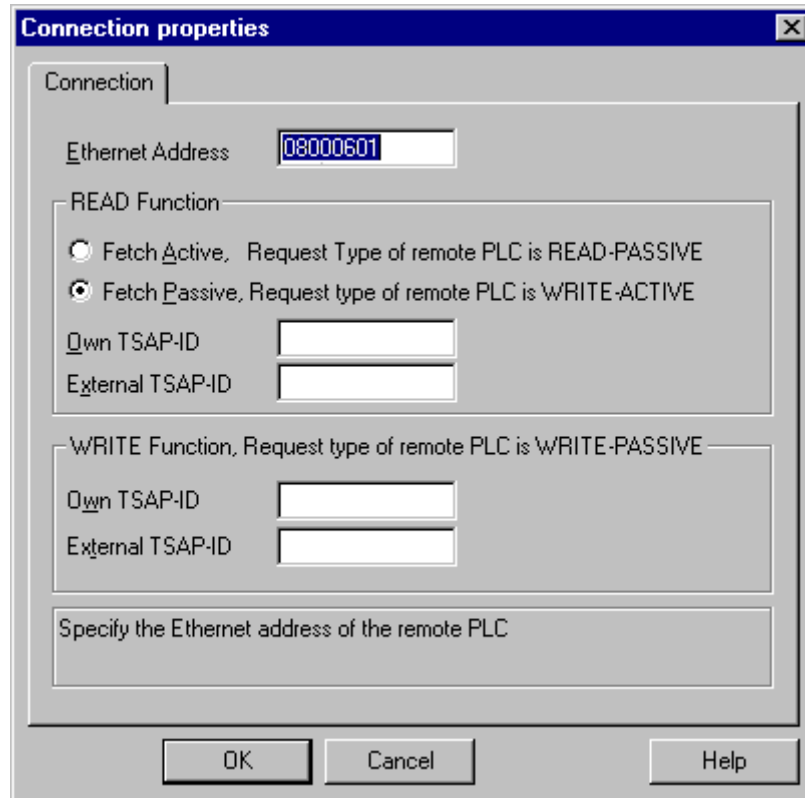 Connection properties
Connection
Ethernet Address 08000601
READ Function
Fetch Active, Request Type of remote PLC is READ-PASSIVE
Fetch Passive, Request type of remote PLC is WRITE-ACTIVE
Own TSAP-ID
External TSAP-ID
WRITE Function, Request type of remote PLC is WRITE-PASSIVE
Own TSAP-ID
External TSAP-ID
Specify the Ethernet address of the remote PLC
OK Cancel Help